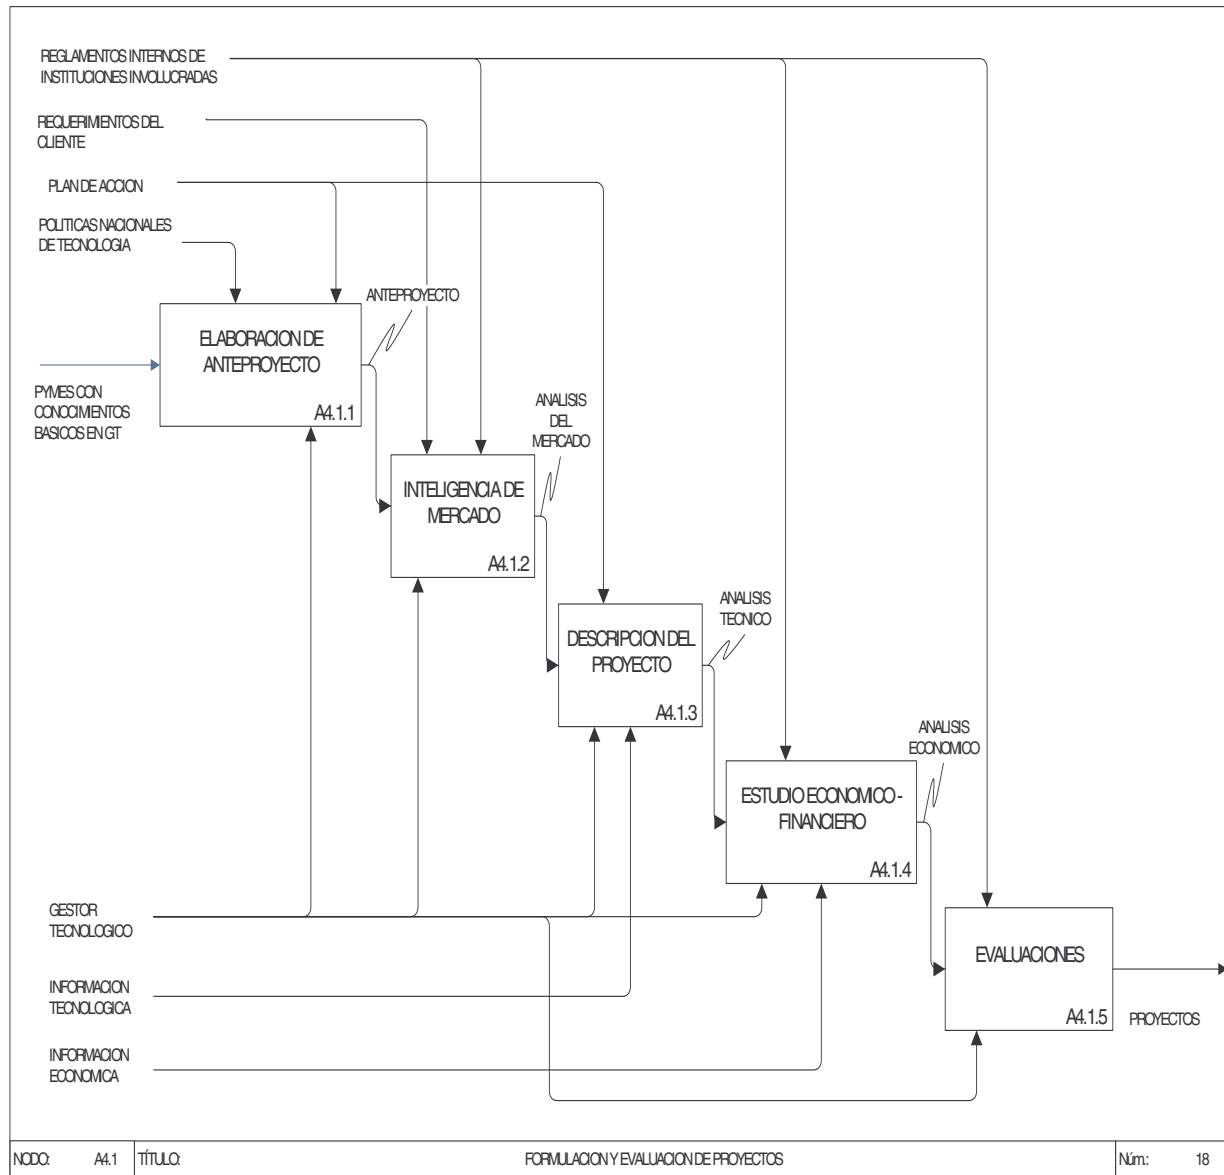 REGLAMENTOS INTERNOS DE
INSTITUCIONES INVOLUCRADAS
REQUERIMIENTOS DEL
CLIENTE
PLAN DE ACCION
POLITICAS NACIONALES
DE TECNOLOGIA
ANTEPROYECTO
ELABORACION DE
ANTEPROYECTO
A4.1.1
PYMES CON
CONOCIMIENTOS
BASICOS EN GT
ANALISIS
DEL
MERCADO
INTELIGENCIA DE
MERCADO
A4.1.2
ANALISIS
TECNICO
DESCRIPCION DEL
PROYECTO
A4.1.3
ANALISIS
ECONOMICO
ESTUDIO ECONOMICO -
FINANCIERO
A4.1.4
GESTOR
TECNOLOGICO
EVALUACIONES
A4.1.5
PROYECTOS
INFORMACION
TECNOLOGICA
INFORMACION
ECONOMICA
NODO: A4.1 TÍTULO: FORMULACION Y EVALUACION DE PROYECTOS Núm.: 18